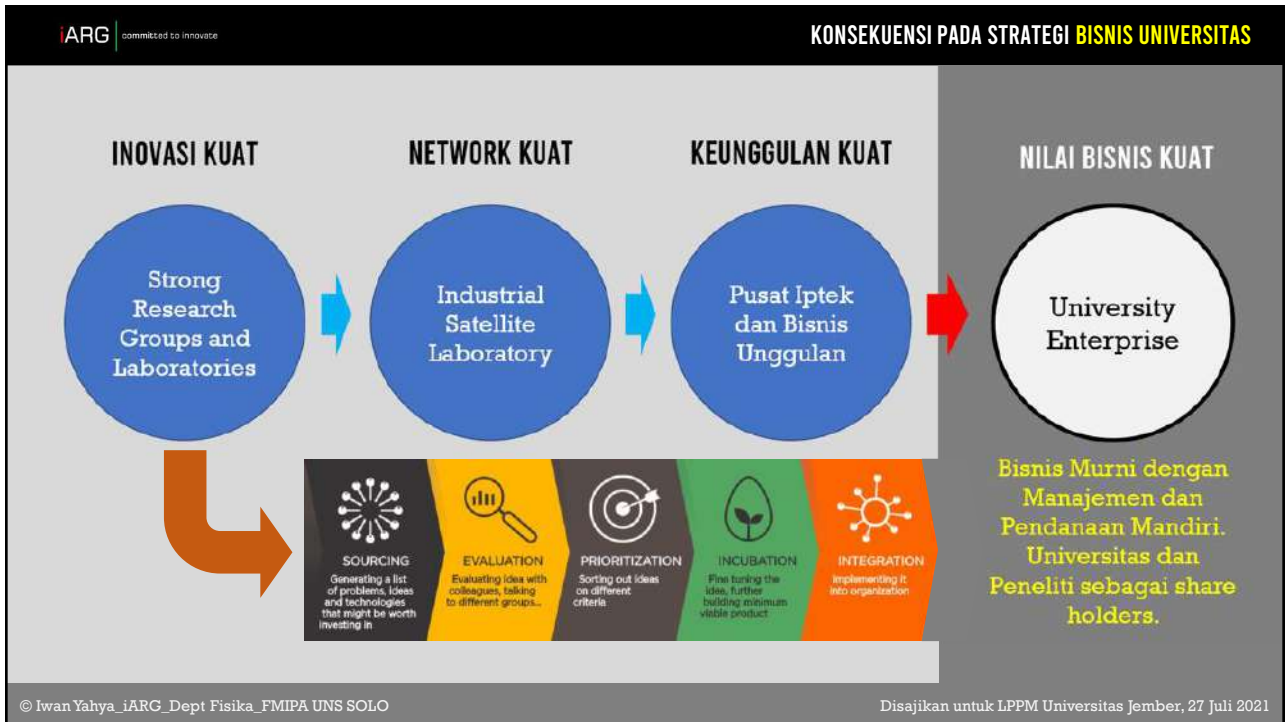 iARG committed to innovate
KONSEKUENSI PADA STRATEGI BISNIS UNIVERSITAS
INOVASI KUAT
NETWORK KUAT
KEUNGGULAN KUAT
NILAI BISNIS KUAT
Strong
Research
Groups and
Laboratories
Industrial
Satellite
Laboratory
Pusat Iptek
dan Bisnis
Unggulan
University
Enterprise
SOURCING
Generating a list
of problems, ideas
and technologies
that might be worth
investing in
EVALUATION
Evaluating idea with
colleagues, talking
to different groups...
PRIORITIZATION
Sorting out ideas
on different
criteria
INCUBATION
Fine tuning the
idea, further
building minimum
viable product
INTEGRATION
Implementing it
into organization
Bisnis Murni dengan
Manajemen dan
Pendanaan Mandiri.
Universitas dan
Peneliti sebagai share
holders.
© Iwan Yahya_iARG_Dept Fisika_FMIPA UNS SOLO
Disajikan untuk LPPM Universitas Jember, 27 Juli 2021